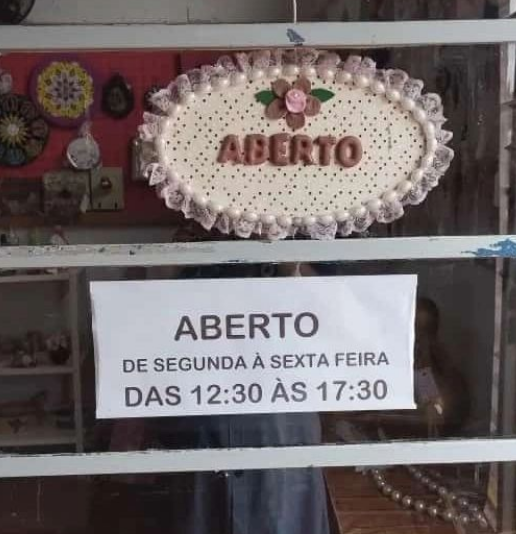 ABERTO
ABERTO
DE SEGUNDA À SEXTA FEIRA
DAS 12:30 ÀS 17:30